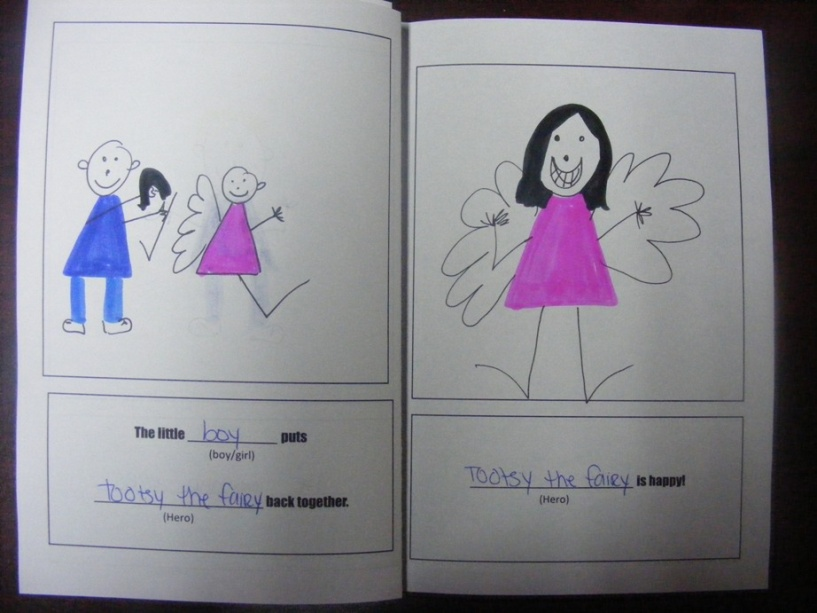 The little boy puts
(boy/girl)
Tootsy the fairy back together.
(Hero)
Tootsy the fairy is happy!
(Hero)